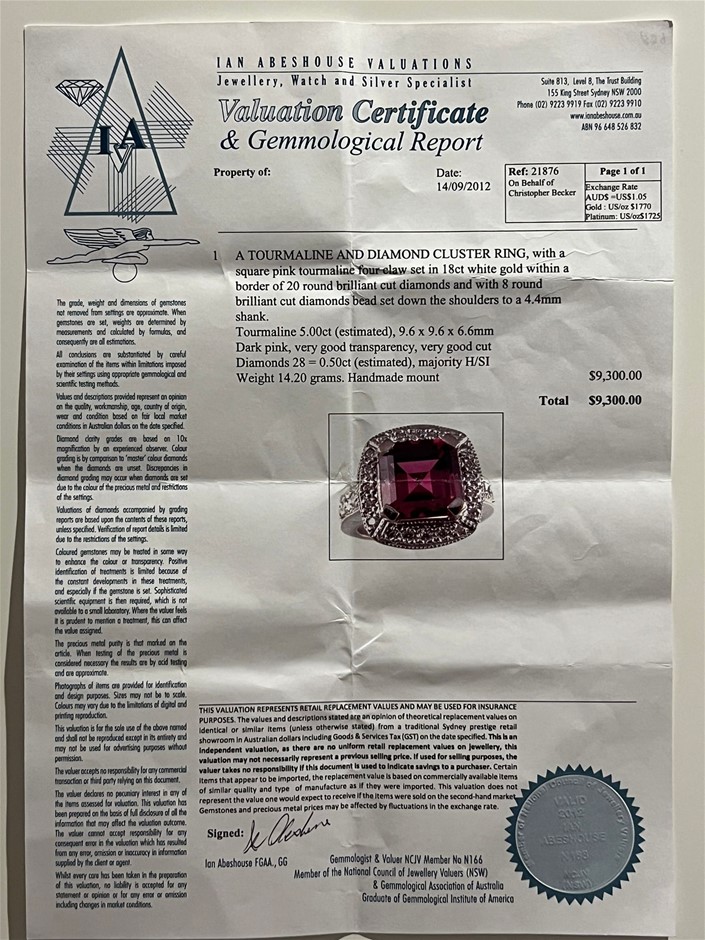 IAN ABESHOUSE VALUATIONS
Jewellery, Watch and Silver Specialist
Valuation Certificate
& Gemmological Report
Suite 813, Level 8, The Trust Building
155 King Street Sydney NSW 2000
Phone (02) 9223 9919 Fax (02) 9223 9910
www.ianabeshouse.com.au
ABN 96 648 526 832
IVA
Property of:
Date:
14/09/2012
Ref: 21876
On Behalf of
Christopher Becker
Page 1 of 1
Exchange Rate
AUD$ =US$1.05
Gold : US/oz $1770
Platinum: US/oz$1725
1 A TOURMALINE AND DIAMOND CLUSTER RING, with a
square pink tourmaline four claw set in 18ct white gold within a
border of 20 round brilliant cut diamonds and with 8 round
brilliant cut diamonds bead set down the shoulders to a 4.4mm
shank.
Tourmaline 5.00ct (estimated), 9.6 x 9.6 x 6.6mm
Dark pink, very good transparency, very good cut
Diamonds 28 = 0.50ct (estimated), majority H/SI
Weight 14.20 grams. Handmade mount $9,300.00
Total $9,300.00
The grade, weight and dimensions of gemstones
not removed from settings are approximate. When
gemstones are set, weights are determined by
measurements and calculated by formulas, and
consequently are all estimations.
All conclusions are substantiated by careful
examination of the items within limitations imposed
by their settings using appropriate gemmological and
scientific testing methods.
Values and descriptions provided represent an opinion
on the quality, workmanship, age, country of origin,
wear and condition based on fair local market
conditions in Australian dollars on the date specified.
Diamond clarity grades are based on 10x
magnification by an experienced observer. Colour
grading is by comparison to 'master' colour diamonds
when the diamonds are unset. Discrepancies in
diamond grading may occur when diamonds are set
due to the colour of the precious metal and restrictions
of the settings.
Valuations of diamonds accompanied by grading
reports are based upon the contents of these reports,
unless specified. Verification of report details is limited
due to the restrictions of the settings.
Coloured gemstones may be treated in some way
to enhance the colour or transparency. Positive
identification of treatments is limited because of
the constant developments in these treatments,
and especially if the gemstone is set. Sophisticated
scientific equipment is then required, which is not
available to a small laboratory. Where the valuer feels
it is prudent to mention a treatment, this can affect
the value assigned.
The precious metal purity is that marked on the
article. When testing of the precious metal is
considered necessary the results are by acid testing
and are approximate.
Photographs of items are provided for identification
and design purposes. Sizes may not be to scale.
Colours may vary due to the limitations of digital and
printing reproduction.
This valuation is for the sole use of the above named
and shall not be reproduced except in its entirety and
may not be used for advertising purposes without
permission.
The valuer accepts no responsibility for any commercial
transaction or third party relying on this document.
The valuer declares no pecuniary interest in any of
the items assessed for valuation. This valuation has
been prepared on the basis of full disclosure of all the
information that may affect the valuation outcome.
The valuer cannot accept responsibility for any
consequent error in the valuation which has resulted
from any error, omission or inaccuracy in information
supplied by the client or agent.
Whilst every care has been taken in the preparation
of this valuation, no liability is accepted for any
statement or opinion or for any error or omission
including changes in market conditions.
THIS VALUATION REPRESENTS RETAIL REPLACEMENT VALUES AND MAY BE USED FOR INSURANCE
PURPOSES. The values and descriptions stated are an opinion of theoretical replacement values on
identical or similar items (unless otherwise stated) from a traditional Sydney prestige retail
showroom in Australian dollars including Goods & Services Tax (GST) on the date specified. This is an
independent valuation, as there are no uniform retail replacement values on jewellery, this
valuation may not necessarily represent a previous selling price. If used for selling purposes, the
valuer takes no responsibility if this document is used to indicate savings to a purchaser. Certain
items that appear to be imported, the replacement value is based on commercially available items
of similar quality and type of manufacture as if they were imported. This valuation does not
represent the value one would expect to receive if the items were sold on the second-hand market.
Gemstones and precious metal prices may be affected by fluctuations in the exchange rate.
Signed:
Ian Abeshouse FGAA., GG
Gemmologist & Valuer NCJV Member No N166
Member of the National Council of Jewellery Valuers (NSW)
& Gemmological Association of Australia
Graduate of Gemological Institute of America